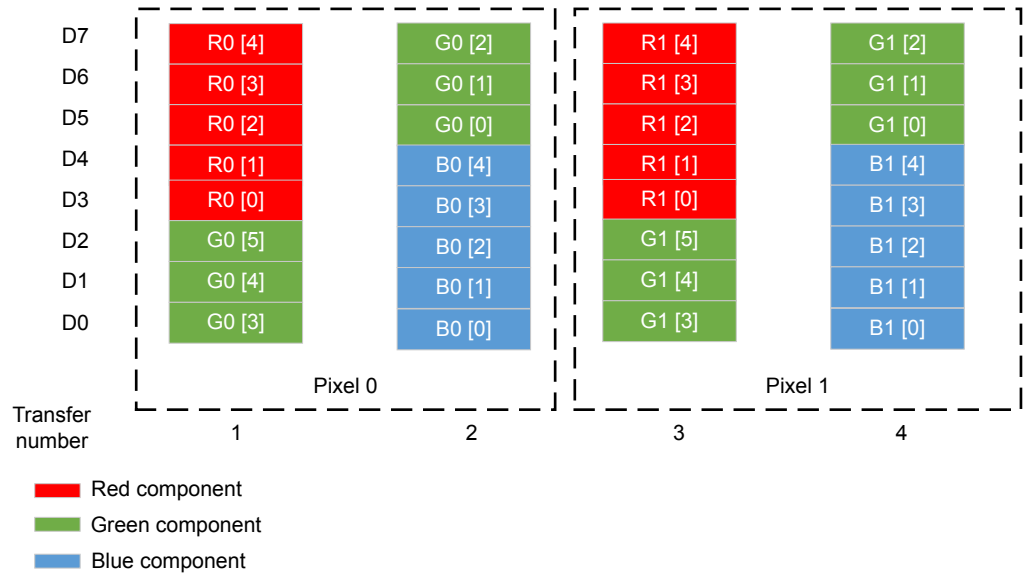 D7 R0 [4] G0 [2] R1 [4] G1 [2]
D6 R0 [3] G0 [1] R1 [3] G1 [1]
D5 R0 [2] G0 [0] R1 [2] G1 [0]
D4 R0 [1] B0 [4] R1 [1] B1 [4]
D3 R0 [0] B0 [3] R1 [0] B1 [3]
D2 G0 [5] B0 [2] G1 [5] B1 [2]
D1 G0 [4] B0 [1] G1 [4] B1 [1]
D0 G0 [3] B0 [0] G1 [3] B1 [0]
Pixel 0 Pixel 1
Transfer
number 1 2 3 4
Red component
Green component
Blue component